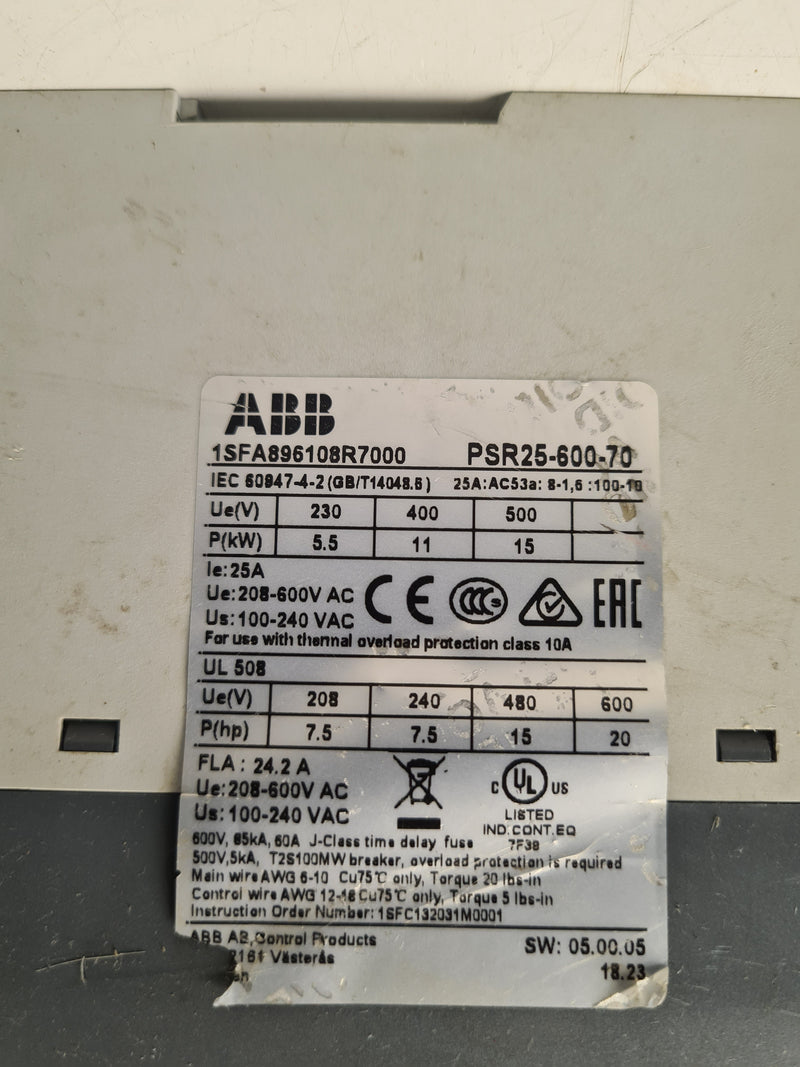 ABB
1SFA896108R7000 PSR25-600-70
IEC 60947-4-2 (GB/T14048.6) 25A:AC53a: 8-1,6 :100-10
Ue(V) 230 400 500
P(kW) 5.5 11 15
Ie: 25A
Ue: 208-600V AC
Us: 100-240 VAC
CE CCC EAC
For use with thermal overload protection class 10A
UL 508
Ue(V) 208 240 480 600
P(hp) 7.5 7.5 15 20
FLA : 24.2 A
Ue: 208-600V AC
Us: 100-240 VAC
C UL US
LISTED
IND. CONT. EQ
7F38
600V, 65kA, 60A J-Class time delay fuse
500V,5kA, T2S100MW breaker, overload protection is required
Main wire AWG 6-10 Cu75℃ only, Torque 20 lbs-in
Control wire AWG 12-18 Cu75℃ only, Torque 5 lbs-in
Instruction Order Number: 1SFC132031M0001
ABB AB, Control Products
2161 Västerås
SW: 05.00.05
18.23